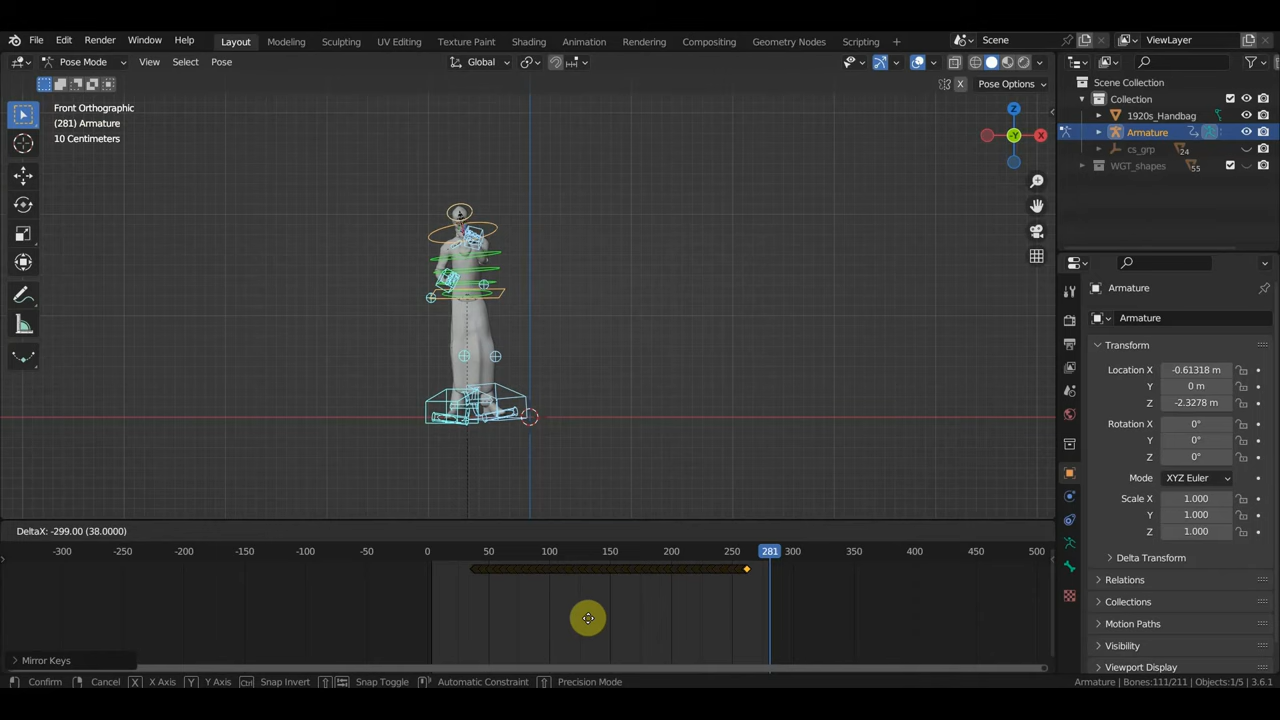 File Edit Render Window Help Layout Modeling Sculpting UV Editing Texture Paint Shading Animation Rendering Compositing Geometry Nodes Scripting + Scene ViewLayer
Pose Mode View Select Pose Global
X Pose Options
Front Orthographic
(281) Armature
10 Centimeters
Z
-Y X
Scene Collection
Collection
1920s_Handbag
Armature
cs_grp 24
WGT_shapes 55
Armature
Armature
Transform
Location X -0.61318 m
Y 0 m
Z -2.3278 m
Rotation X 0°
Y 0°
Z 0°
Mode XYZ Euler
Scale X 1.000
Y 1.000
Z 1.000
Delta Transform
Relations
Collections
Motion Paths
Visibility
Viewport Display
DeltaX: -299.00 (38.0000)
-300 -250 -200 -150 -100 -50 0 50 100 150 200 250 281 300 350 400 450 500
Mirror Keys
Confirm Cancel X X Axis Y Y Axis Ctrl Snap Invert Snap Toggle Automatic Constraint Precision Mode Armature | Bones:111/211 | Objects:1/5 | 3.6.1